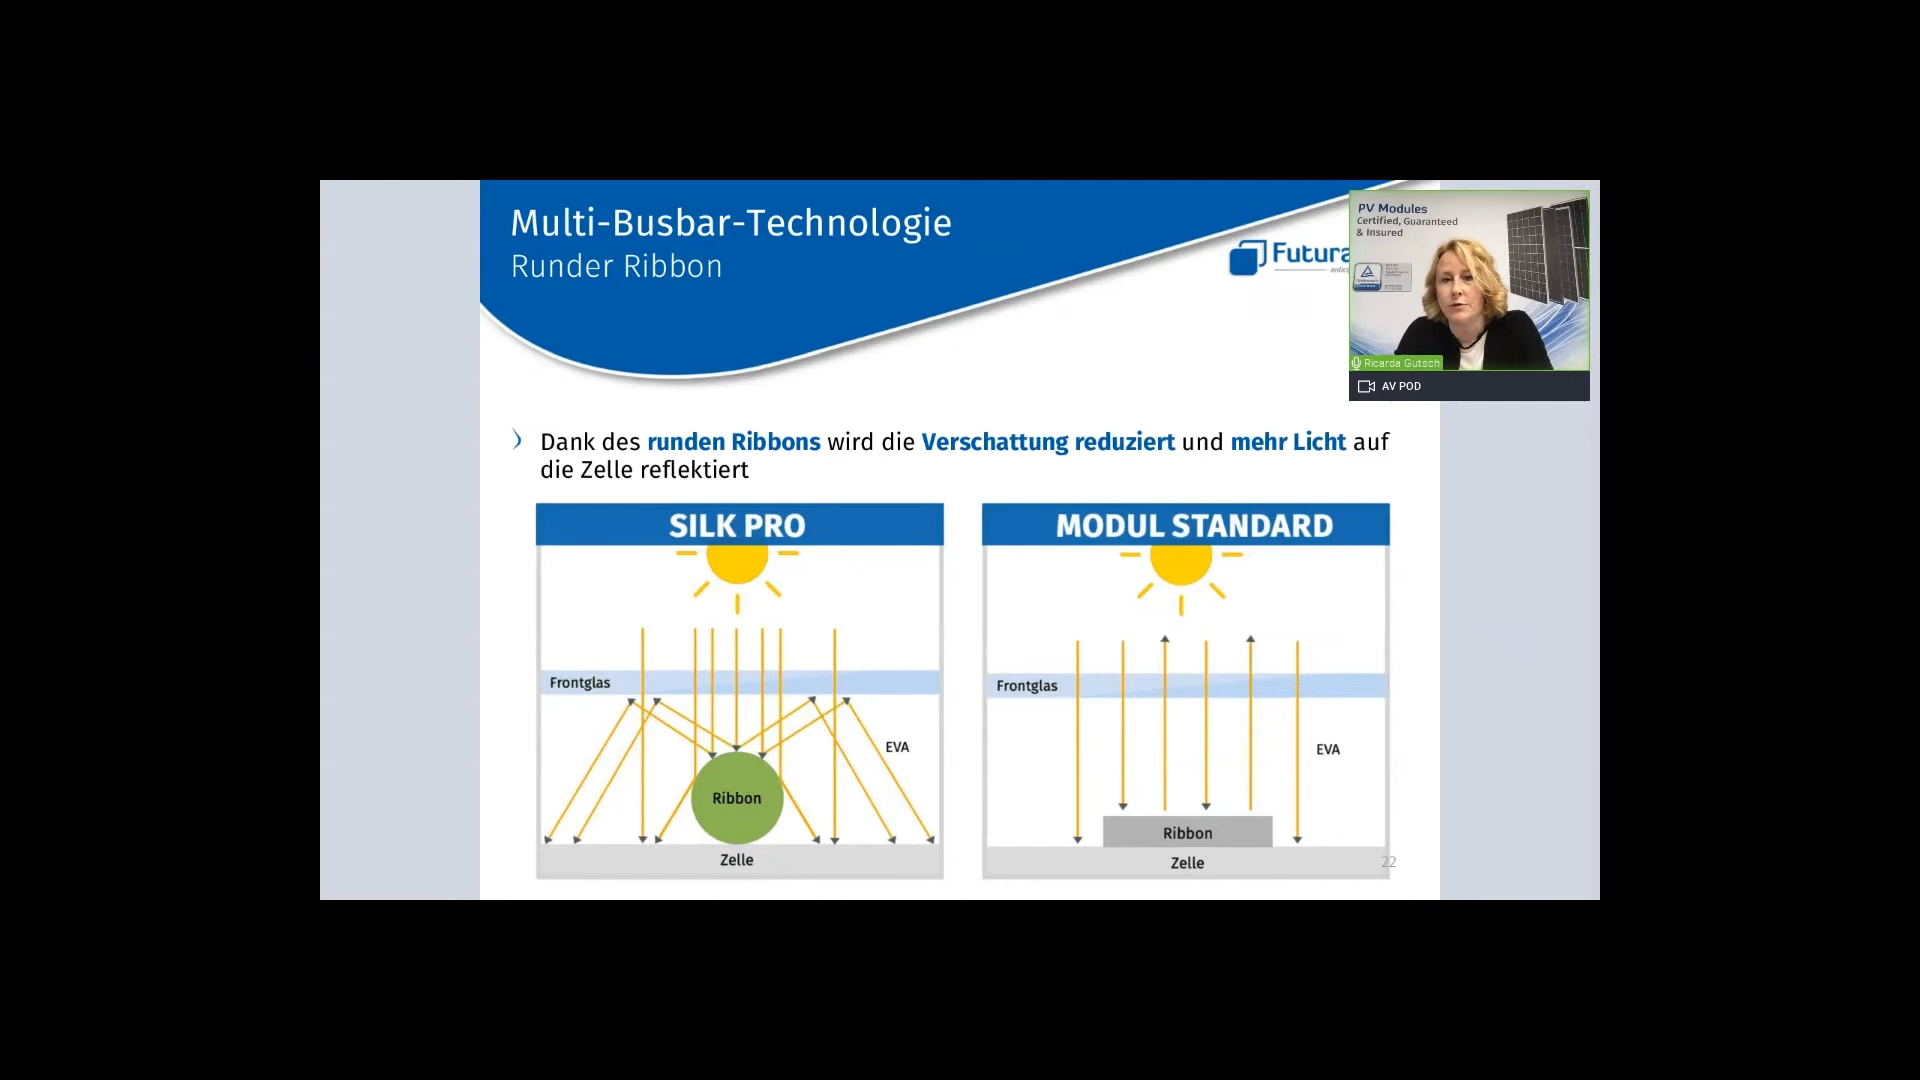 Multi-Busbar-Technologie
Runder Ribbon
Futura
PV Modules
Certified, Guaranteed
& Insured
Ricarda Gutsch
AV POD
Dank des runden Ribbons wird die Verschattung reduziert und mehr Licht auf
die Zelle reflektiert
SILK PRO
Frontglas
EVA
Ribbon
Zelle
MODUL STANDARD
Frontglas
EVA
Ribbon
Zelle
22